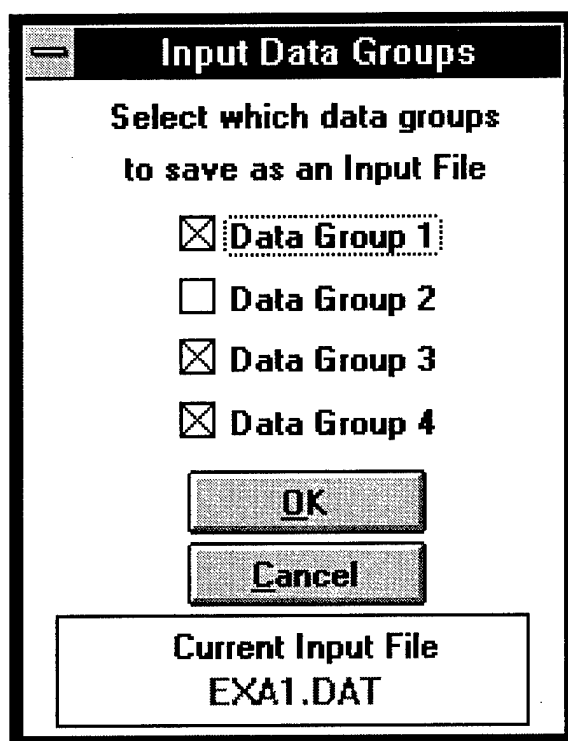 Input Data Groups
Select which data groups
to save as an Input File
Data Group 1
Data Group 2
Data Group 3
Data Group 4
OK
Cancel
Current Input File
EXA1.DAT